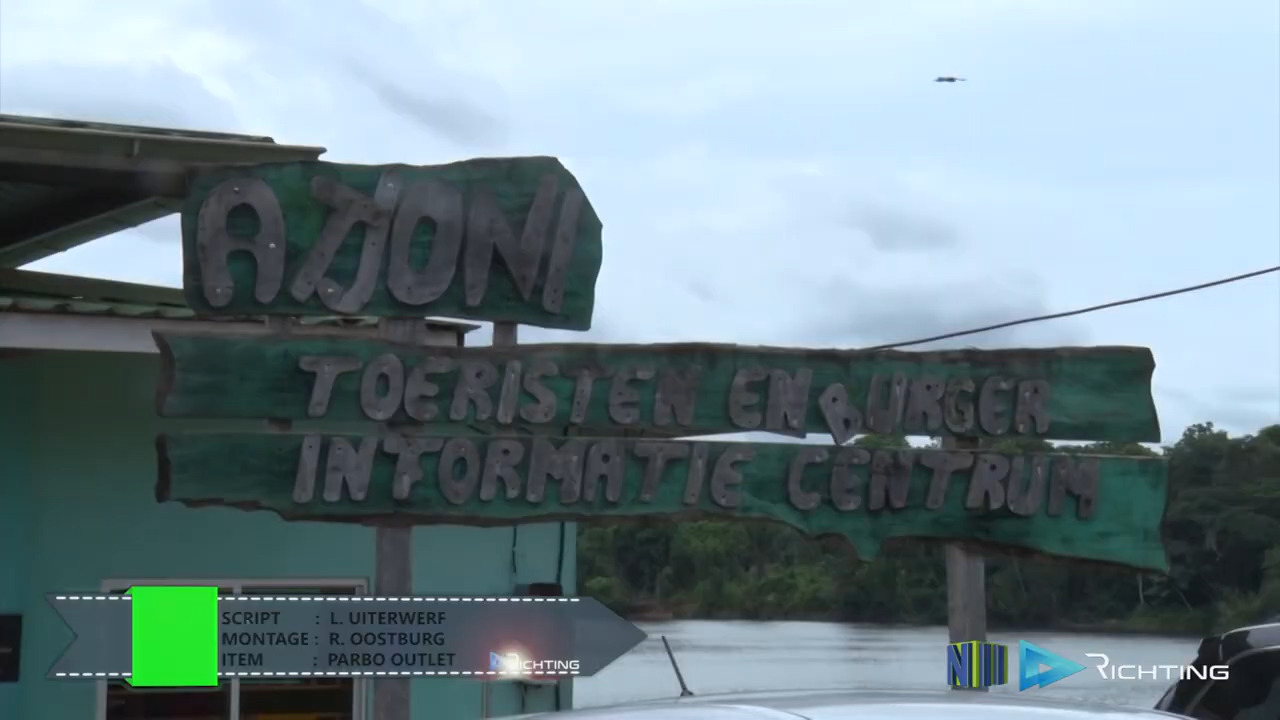 AJONI
TOERISTEN EN BURGER
INFORMATIE CENTRUM
SCRIPT : L. UITERWERF
MONTAGE : R. OOSTBURG
ITEM : PARBO OUTLET
RICHTING
N RICHTING